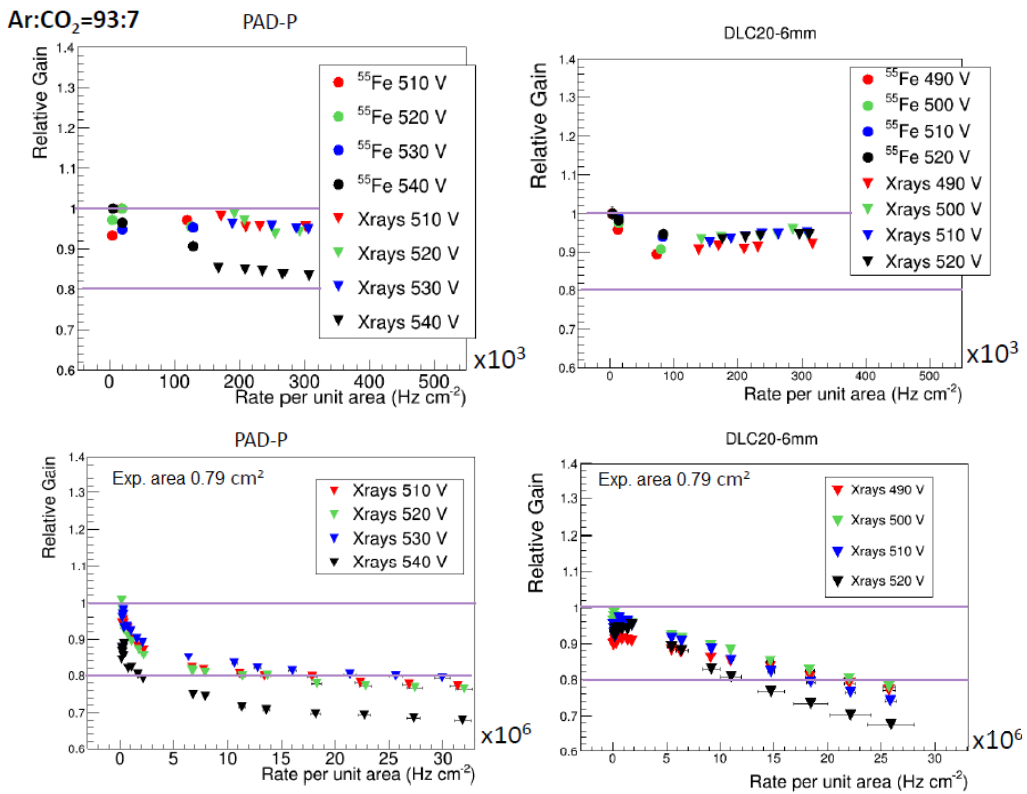 Ar:CO₂=93:7
PAD-P
Relative Gain
1.4
1.3
1.2
1.1
1
0.9
0.8
0.7
0.6
⁵⁵Fe 510 V
⁵⁵Fe 520 V
⁵⁵Fe 530 V
⁵⁵Fe 540 V
Xrays 510 V
Xrays 520 V
Xrays 530 V
Xrays 540 V
0 100 200 300 400 500
x10³
Rate per unit area (Hz cm⁻²)
DLC20-6mm
Relative Gain
1.4
1.3
1.2
1.1
1
0.9
0.8
0.7
0.6
⁵⁵Fe 490 V
⁵⁵Fe 500 V
⁵⁵Fe 510 V
⁵⁵Fe 520 V
Xrays 490 V
Xrays 500 V
Xrays 510 V
Xrays 520 V
0 100 200 300 400 500
x10³
Rate per unit area (Hz cm⁻²)
PAD-P
Relative Gain
1.4
1.3
1.2
1.1
1
0.9
0.8
0.7
0.6
Exp. area 0.79 cm²
Xrays 510 V
Xrays 520 V
Xrays 530 V
Xrays 540 V
0 5 10 15 20 25 30
x10⁶
Rate per unit area (Hz cm⁻²)
DLC20-6mm
Relative Gain
1.4
1.3
1.2
1.1
1
0.9
0.8
0.7
0.6
Exp. area 0.79 cm²
Xrays 490 V
Xrays 500 V
Xrays 510 V
Xrays 520 V
0 5 10 15 20 25 30
x10⁶
Rate per unit area (Hz cm⁻²)